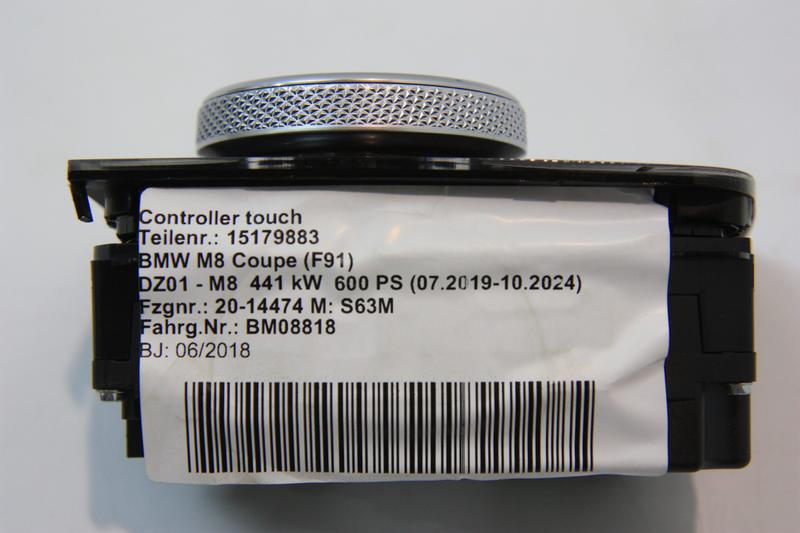 Controller touch
Teilenr.: 15179883
BMW M8 Coupe (F91)
DZ01 - M8 441 kW 600 PS (07.2019-10.2024)
Fzgnr.: 20-14474 M: S63M
Fahrg.Nr.: BM08818
BJ: 06/2018